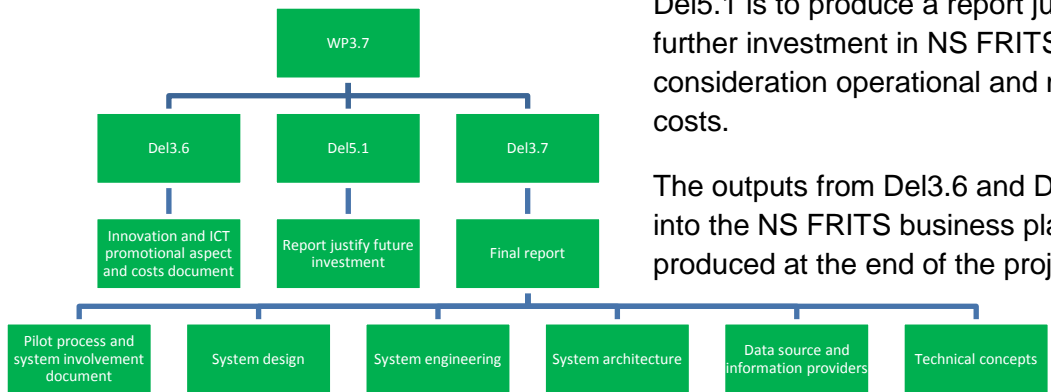 WP3.7
Del3.6
Del5.1
Del3.7
Innovation and ICT
promotional aspect
and costs document
Report justify future
investment
Final report
Pilot process and
system involvement
document
System design
System engineering
System architecture
Data source and
information providers
Technical concepts
Del5.1 is to produce a report
further investment in NS FRITS
consideration operational and
costs.
The outputs from Del3.6 and
into the NS FRITS business
produced at the end of the